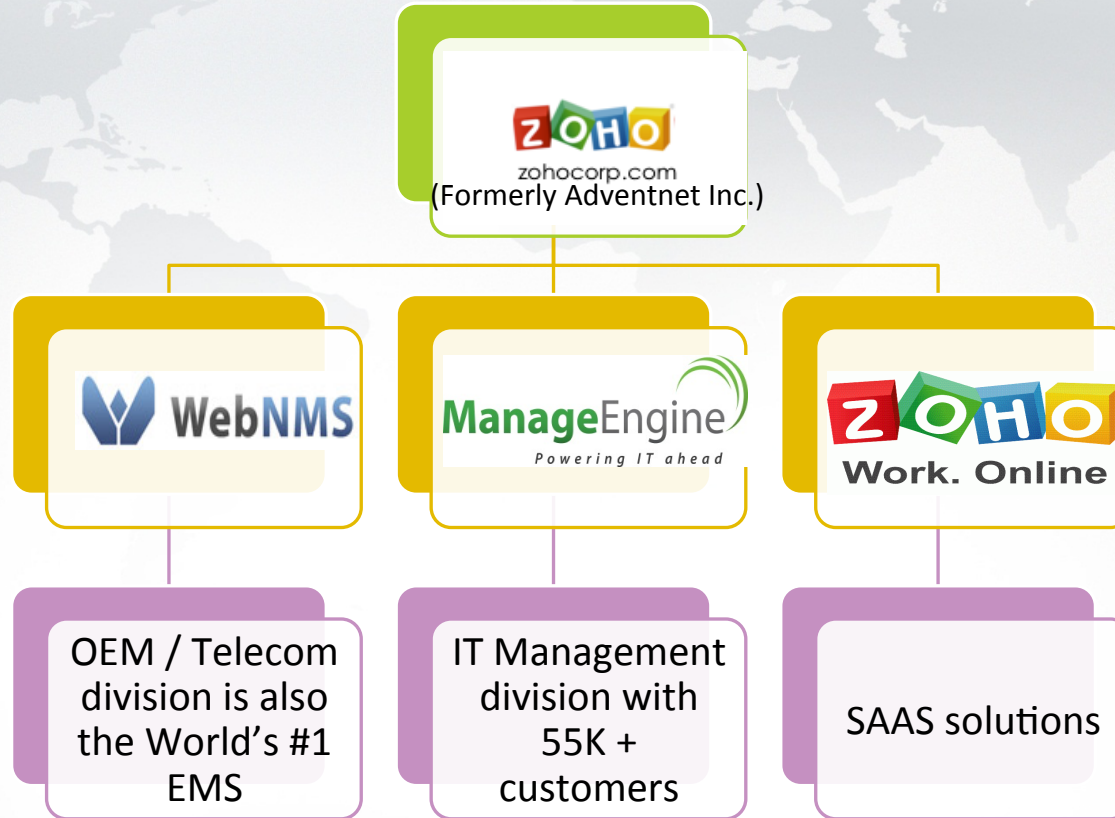 ZOHO
zohocorp.com
(Formerly Adventnet Inc.)
WebNMS
ManageEngine
Powering IT ahead
ZOHO
Work. Online
OEM / Telecom
division is also
the World’s #1
EMS
IT Management
division with
55K +
customers
SAAS solutions